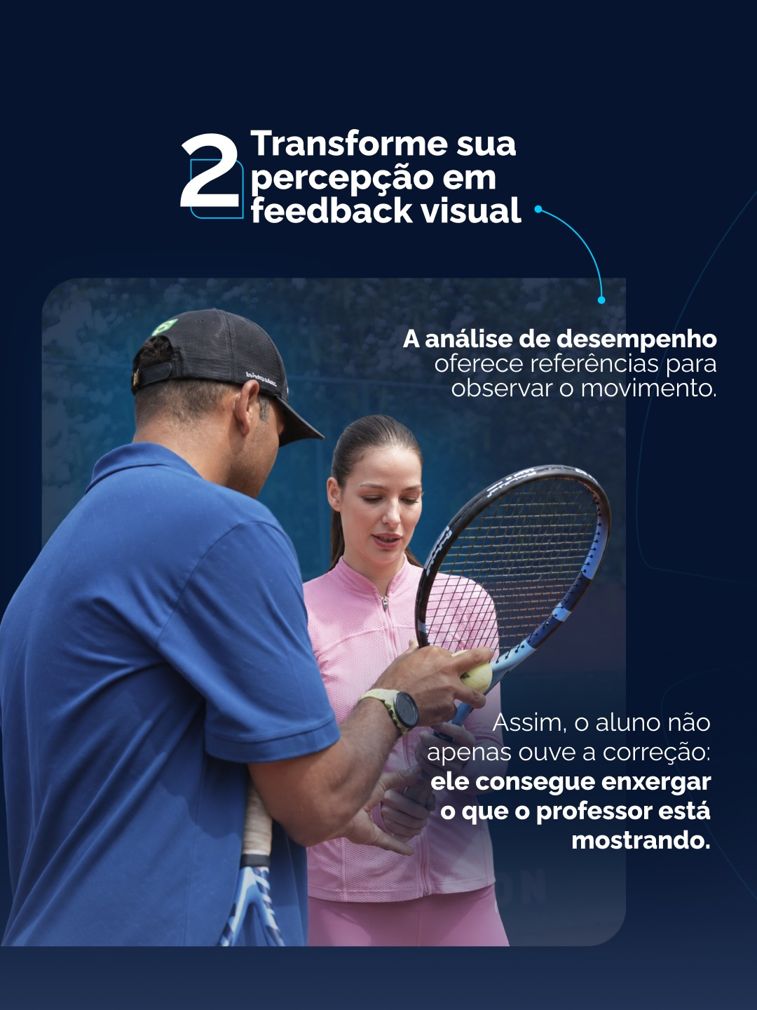 2
Transforme sua
percepção em
feedback visual
A análise de desempenho
oferece referências para
observar o movimento.
Assim, o aluno não
apenas ouve a correção:
ele consegue enxergar
o que o professor está
mostrando.
ON